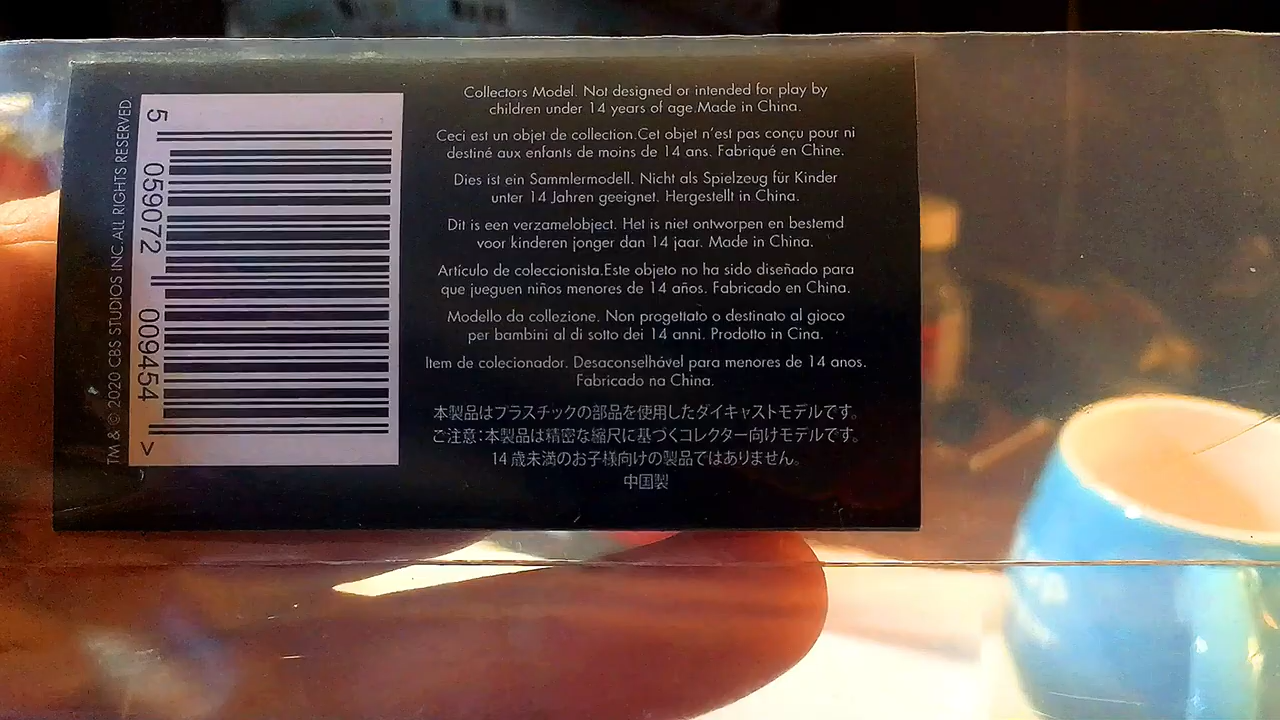 TM & © 2020 CBS STUDIOS INC.ALL RIGHTS RESERVED
5 059072 009454 >
Collectors Model. Not designed or intended for play by
children under 14 years of age.Made in China.
Ceci est un objet de collection.Cet objet n'est pas conçu pour ni
destiné aux enfants de moins de 14 ans. Fabriqué en Chine.
Dies ist ein Sammlermodell. Nicht als Spielzeug für Kinder
unter 14 Jahren geeignet. Hergestellt in China.
Dit is een verzamelobject. Het is niet ontworpen en bestemd
voor kinderen jonger dan 14 jaar. Made in China.
Artículo de coleccionista.Este objeto no ha sido diseñado para
que jueguen niños menores de 14 años. Fabricado en China.
Modello da collezione. Non progettato o destinato al gioco
per bambini al di sotto dei 14 anni. Prodotto in Cina.
Item de colecionador. Desaconselhável para menores de 14 anos.
Fabricado na China.
本製品はプラスチックの部品を使用したダイキャストモデルです。
ご注意:本製品は精密な縮尺に基づくコレクター向けモデルです。
14 歳未満のお子様向けの製品ではありません。
中国製